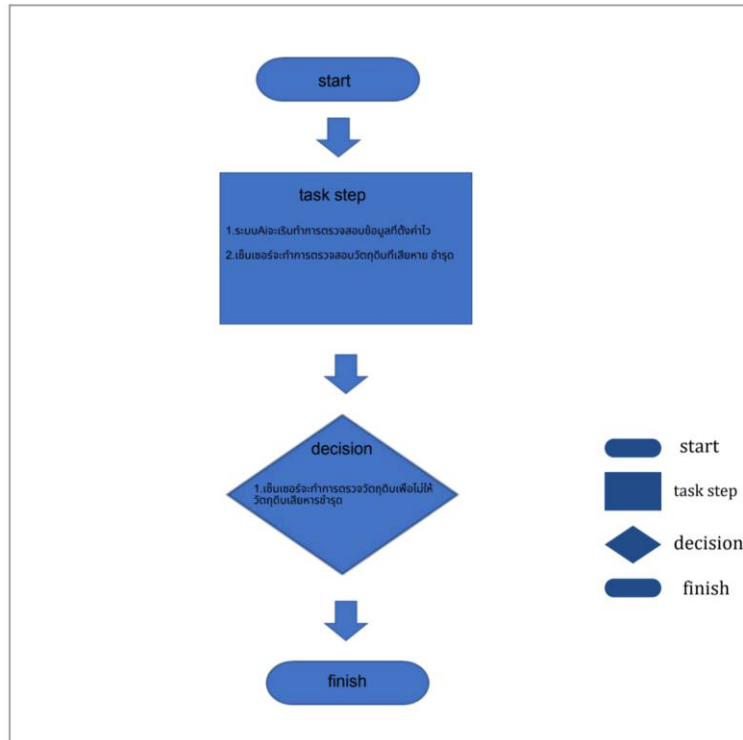 start
task step
1.ระบบAiจะเริ่มทำการตรวจสอบข้อมูลที่ตั้งค่าไว้
2.เซ็นเซอร์จะทำการตรวจสอบวัตถุดิบที่เสียหาย ชำรุด
decision
1.เซ็นเซอร์จะทำการตรวจวัตถุดิบเพื่อไม่ให้
วัตถุดิบเสียหารชำรุด
finish
start
task step
decision
finish